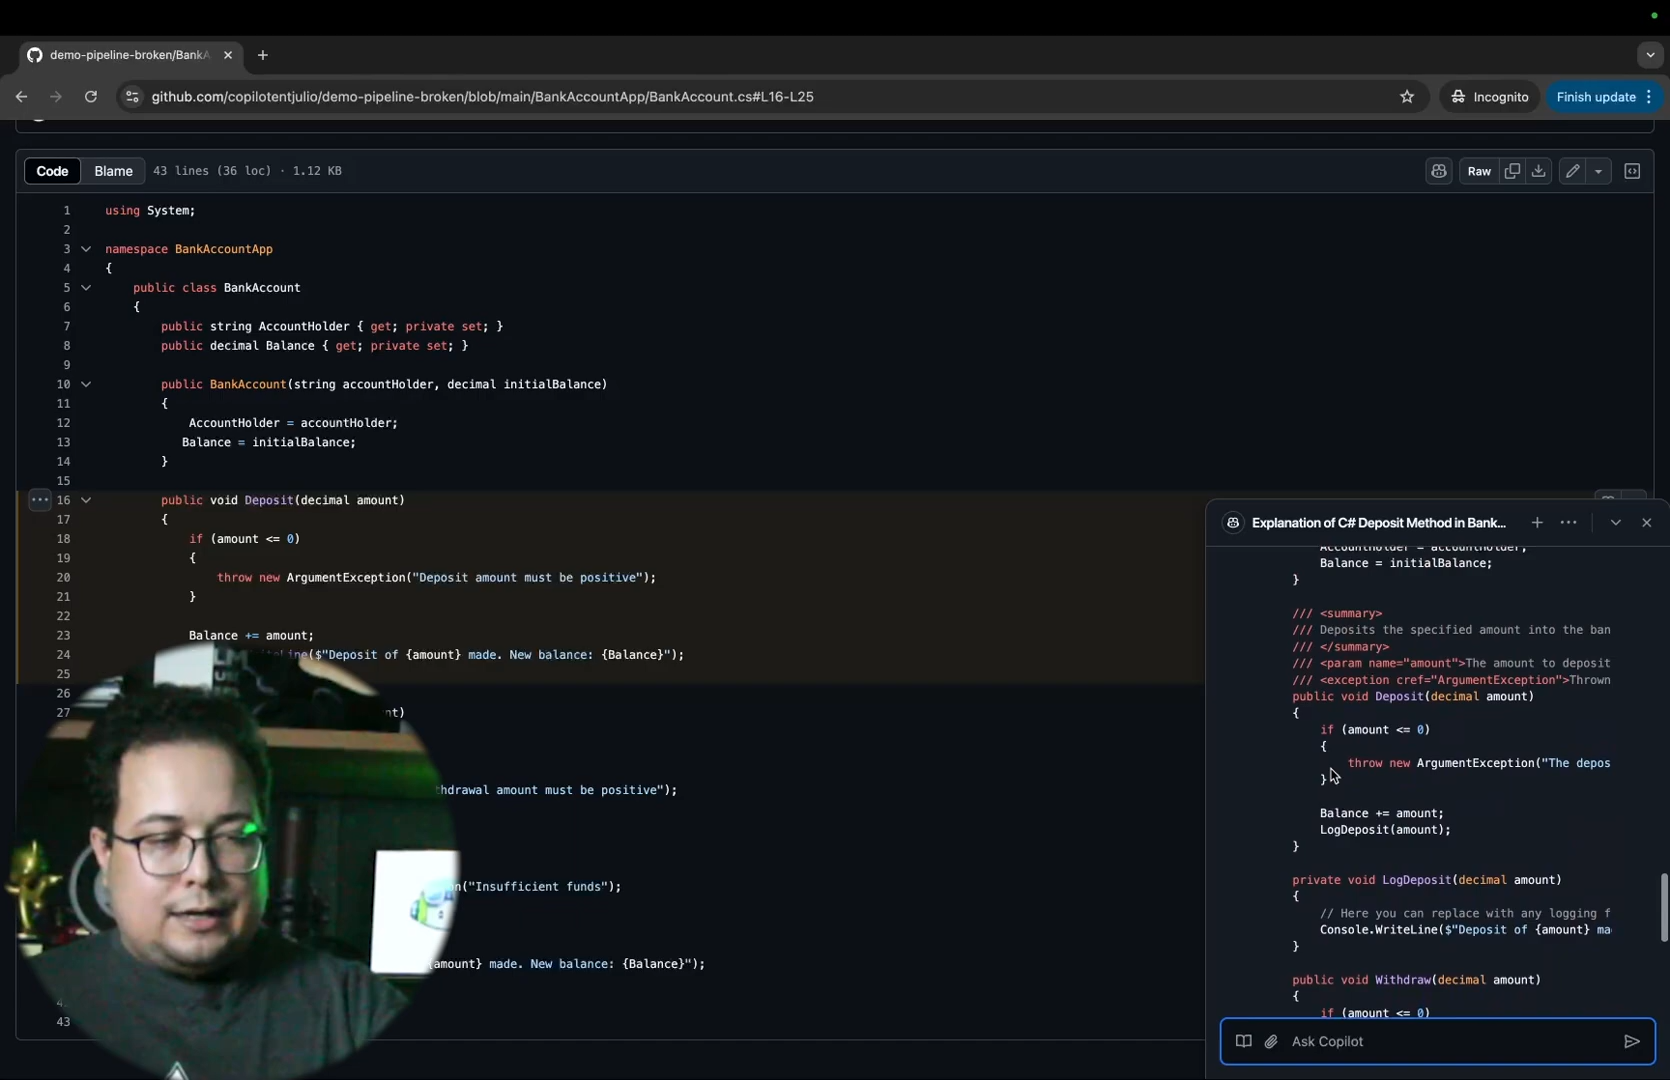 demo-pipeline-broken/BankA
github.com/copilotentjulio/demo-pipeline-broken/blob/main/BankAccountApp/BankAccount.cs#L16-L25
Incognito
Finish update
Code
Blame
43 lines (36 loc) · 1.12 KB
Raw
1 using System;
2
3 namespace BankAccountApp
4 {
5 public class BankAccount
6 {
7 public string AccountHolder { get; private set; }
8 public decimal Balance { get; private set; }
9
10 public BankAccount(string accountHolder, decimal initialBalance)
11 {
12 AccountHolder = accountHolder;
13 Balance = initialBalance;
14 }
15
16 public void Deposit(decimal amount)
17 {
18 if (amount <= 0)
19 {
20 throw new ArgumentException("Deposit amount must be positive");
21 }
22
23 Balance += amount;
24 iteLine($"Deposit of {amount} made. New balance: {Balance}");
25
26
27 nt)
thdrawal amount must be positive");
on("Insufficient funds");
{amount} made. New balance: {Balance}");
43
Explanation of C# Deposit Method in Bank...
AccountHolder = accountHolder;
Balance = initialBalance;
}
/// <summary>
/// Deposits the specified amount into the ban
/// </summary>
/// <param name="amount">The amount to deposit
/// <exception cref="ArgumentException">Thrown
public void Deposit(decimal amount)
{
if (amount <= 0)
{
throw new ArgumentException("The depos
}
Balance += amount;
LogDeposit(amount);
}
private void LogDeposit(decimal amount)
{
// Here you can replace with any logging f
Console.WriteLine($"Deposit of {amount} ma
}
public void Withdraw(decimal amount)
{
if (amount <= 0)
Ask Copilot